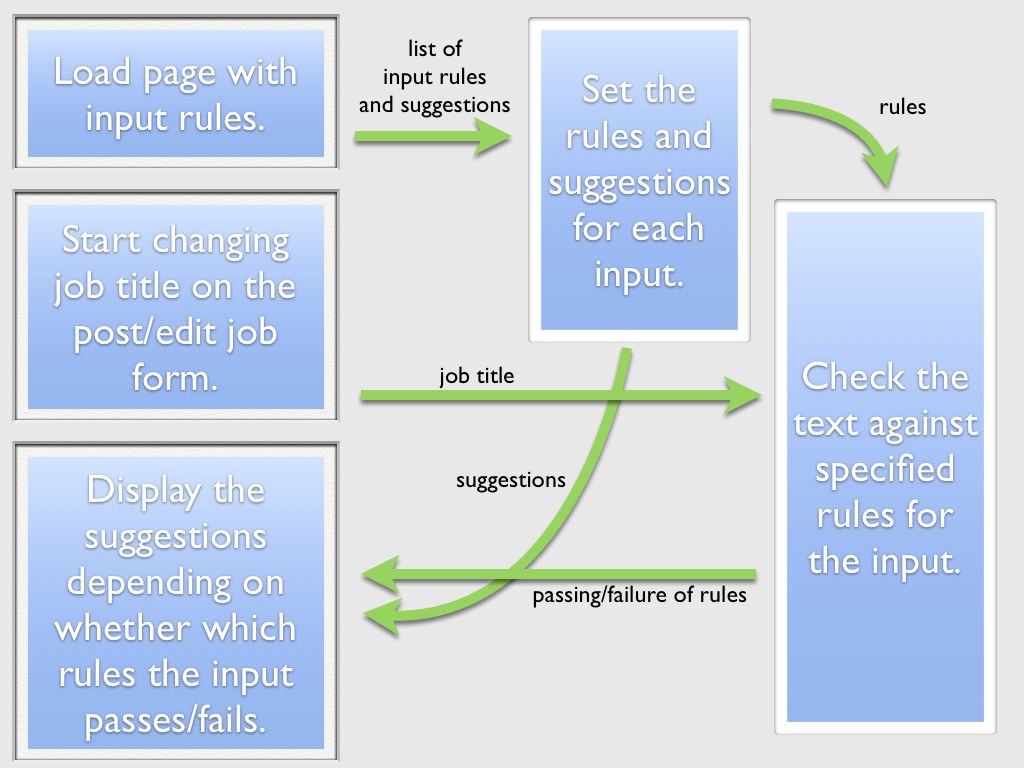 Load page with
input rules.
list of
input rules
and suggestions
Set the
rules and
suggestions
for each
input.
rules
Start changing
job title on the
post/edit job
form.
job title
Check the
text against
specified
rules for
the input.
suggestions
Display the
suggestions
depending on
whether which
rules the input
passes/fails.
passing/failure of rules